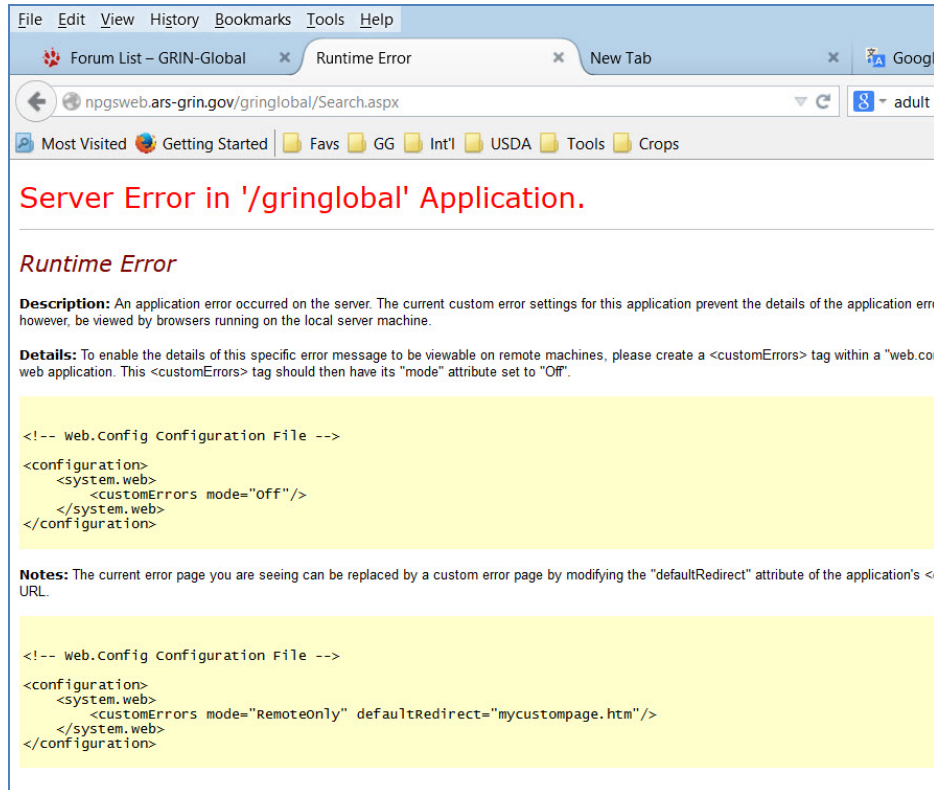 File Edit View History Bookmarks Tools Help
Forum List – GRIN-Global × Runtime Error × New Tab × Googl
npgsweb.ars-grin.gov/gringlobal/Search.aspx 8 adult
Most Visited Getting Started Favs GG Int'l USDA Tools Crops
Server Error in '/gringlobal' Application.
Runtime Error
Description: An application error occurred on the server. The current custom error settings for this application prevent the details of the application erro
however, be viewed by browsers running on the local server machine.
Details: To enable the details of this specific error message to be viewable on remote machines, please create a <customErrors> tag within a "web.con
web application. This <customErrors> tag should then have its "mode" attribute set to "Off".
<!-- Web.Config Configuration File -->
<configuration>
    <system.web>
        <customErrors mode="Off"/>
    </system.web>
</configuration>
Notes: The current error page you are seeing can be replaced by a custom error page by modifying the "defaultRedirect" attribute of the application's <
URL.
<!-- Web.Config Configuration File -->
<configuration>
    <system.web>
        <customErrors mode="RemoteOnly" defaultRedirect="mycustompage.htm"/>
    </system.web>
</configuration>